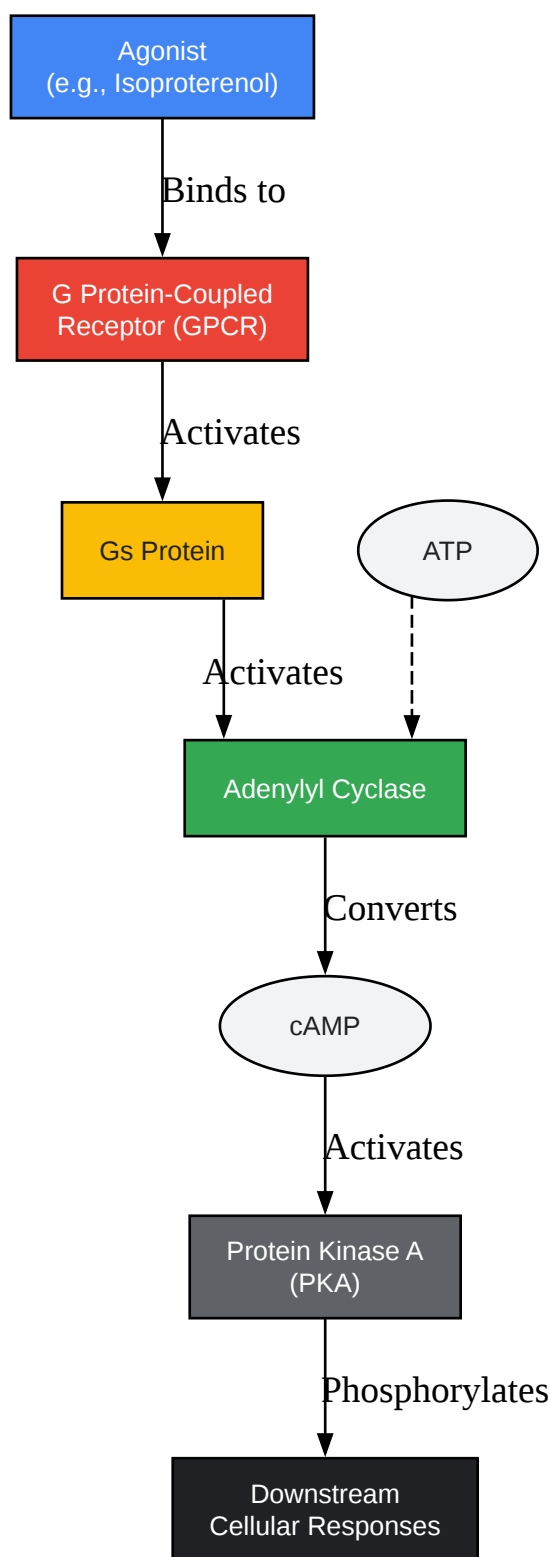 Agonist
(e.g., Isoproterenol)
Binds to
G Protein-Coupled
Receptor (GPCR)
Activates
Gs Protein
ATP
Activates
Adenylyl Cyclase
Converts
cAMP
Activates
Protein Kinase A
(PKA)
Phosphorylates
Downstream
Cellular Responses